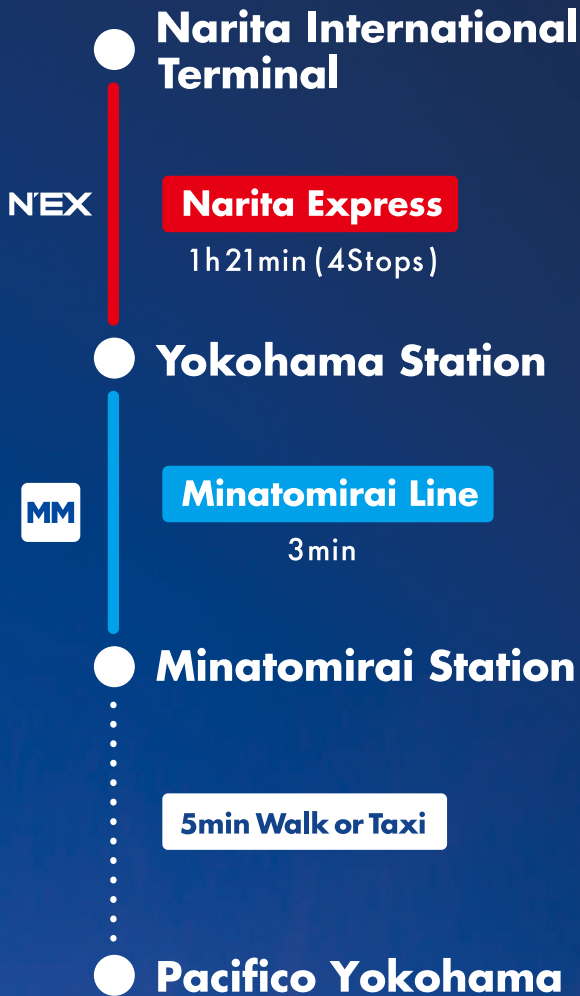 Narita International
Terminal
N'EX
Narita Express
1h21min (4Stops)
Yokohama Station
Minatomirai Line
MM
3min
Minatomirai Station
5min Walk or Taxi
Pacifico Yokohama